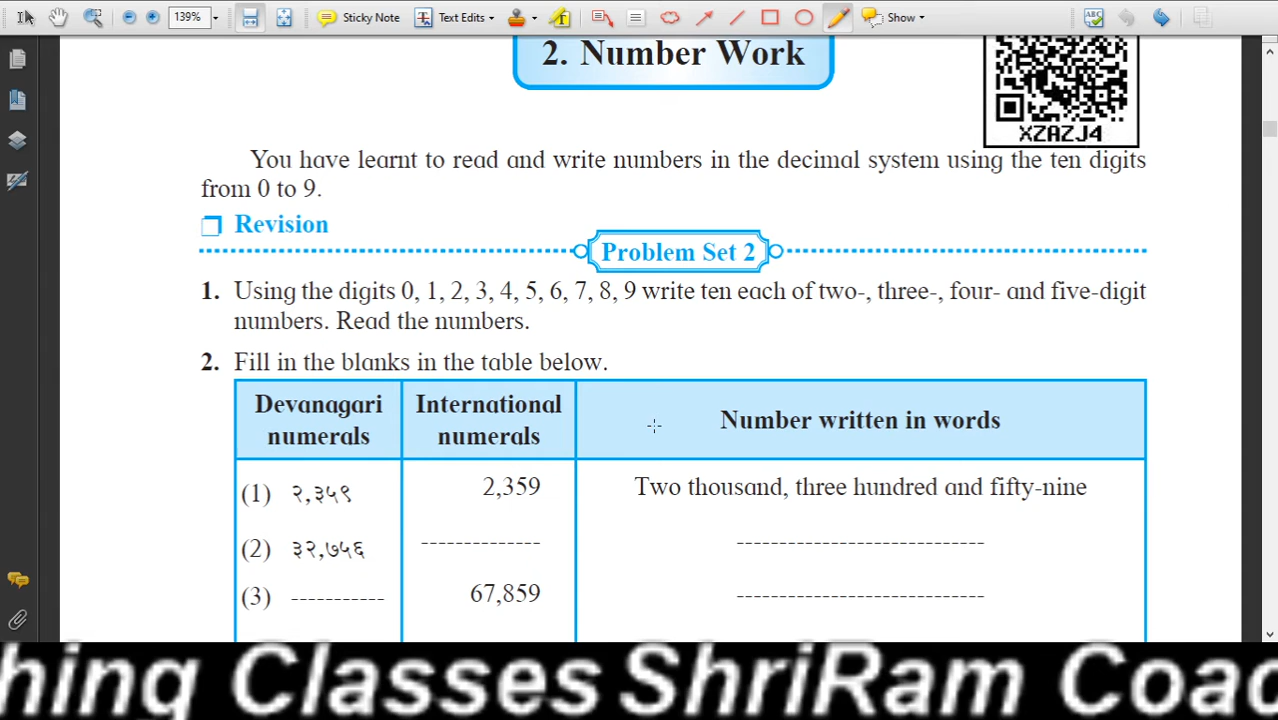 139%
Sticky Note
Text Edits
Show
2. Number Work
XZAZJ4
You have learnt to read and write numbers in the decimal system using the ten digits
from 0 to 9.
Revision
Problem Set 2
1. Using the digits 0, 1, 2, 3, 4, 5, 6, 7, 8, 9 write ten each of two-, three-, four- and five-digit
numbers. Read the numbers.
2. Fill in the blanks in the table below.
Devanagari numerals International numerals Number written in words
(1) २,३५९ 2,359 Two thousand, three hundred and fifty-nine
(2) ३२,७५६ -------------- ----------------------------
(3) ----------- 67,859 ----------------------------
hing Classes ShriRam Coac